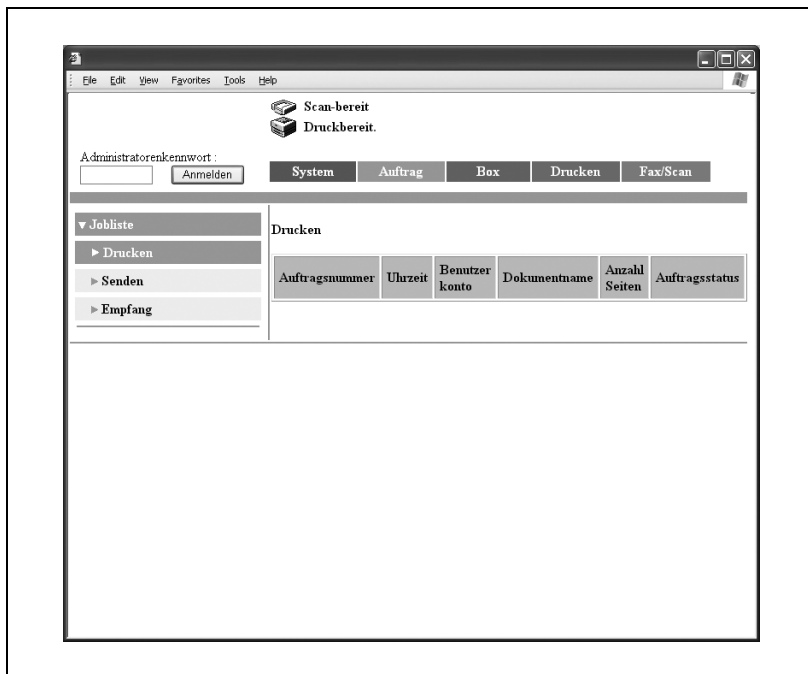 File Edit View Favorites Tools Help
Scan-bereit
Druckbereit.
Administratorenkennwort :
Anmelden
System Auftrag Box Drucken Fax/Scan
▼ Jobliste
► Drucken
► Senden
► Empfang
Drucken
Auftragsnummer Uhrzeit Benutzer konto Dokumentname Anzahl Seiten Auftragsstatus